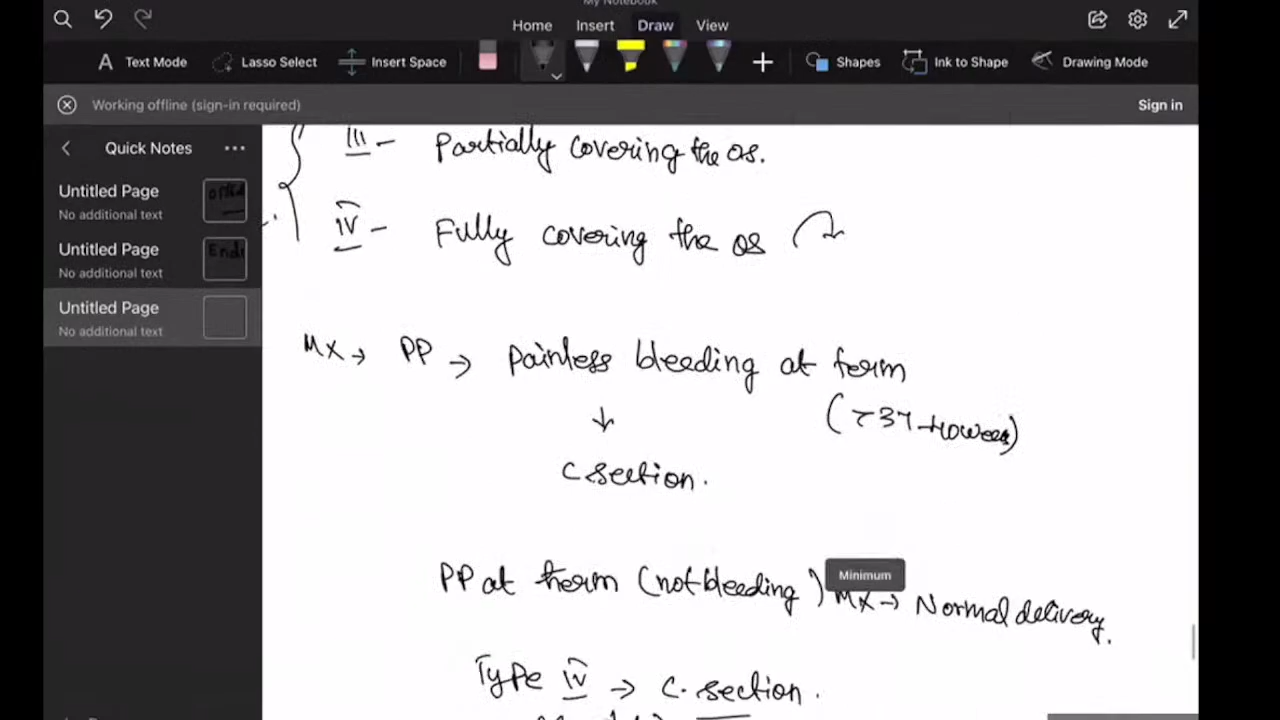 My Notebook
Home Insert Draw View
Text Mode Lasso Select Insert Space Shapes Ink to Shape Drawing Mode
Working offline (sign-in required) Sign in
Quick Notes
Untitled Page
No additional text
Untitled Page
No additional text
Untitled Page
No additional text
III - Partially covering the os.
IV - Fully covering the os
Mx → PP → Painless bleeding at term
↓
C section.
PP at therm (not bleeding) Mx → Normal delivery.
Minimum
Type IV → C. section.